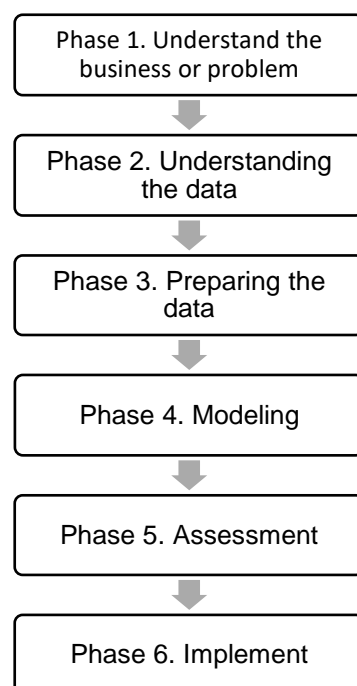 Phase 1. Understand the
business or problem
Phase 2. Understanding
the data
Phase 3. Preparing the
data
Phase 4. Modeling
Phase 5. Assessment
Phase 6. Implement